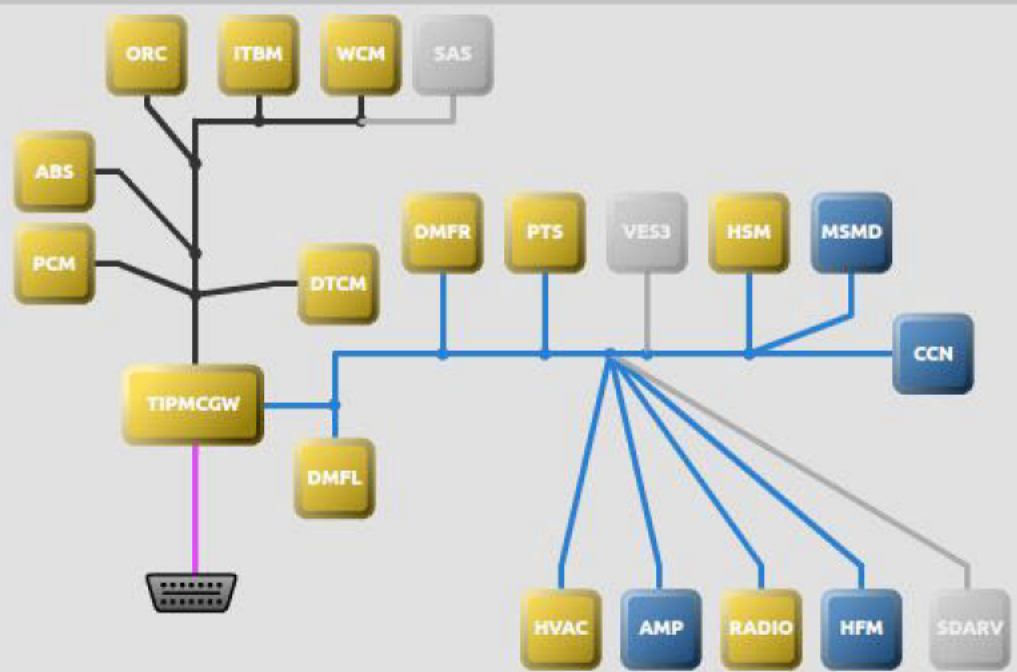 ORC
ITBM
WCM
SAS
ABS
PCM
DTCM
DMFR
PTS
VES3
HSM
MSMD
CCN
TIPMCGW
DMFL
HVAC
AMP
RADIO
HFM
SDARV